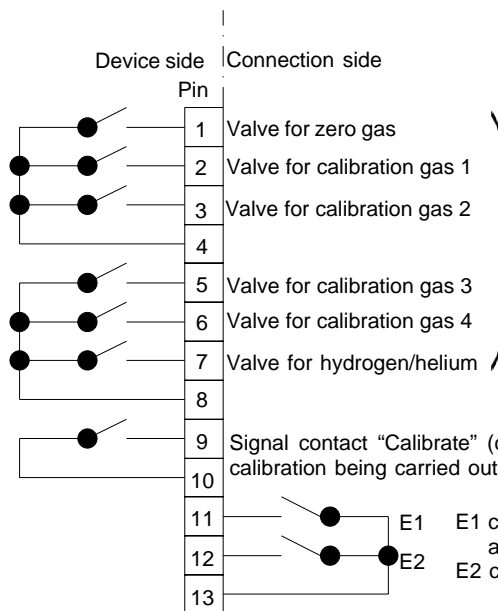 Device side Connection side
Pin
1 Valve for zero gas
2 Valve for calibration gas 1
3 Valve for calibration gas 2
4
5 Valve for calibration gas 3
6 Valve for calibration gas 4
7 Valve for hydrogen/helium
8
9 Signal contact “Calibrate”
calibration being carried out
10
11 E1 E1
12 E2
E2
13